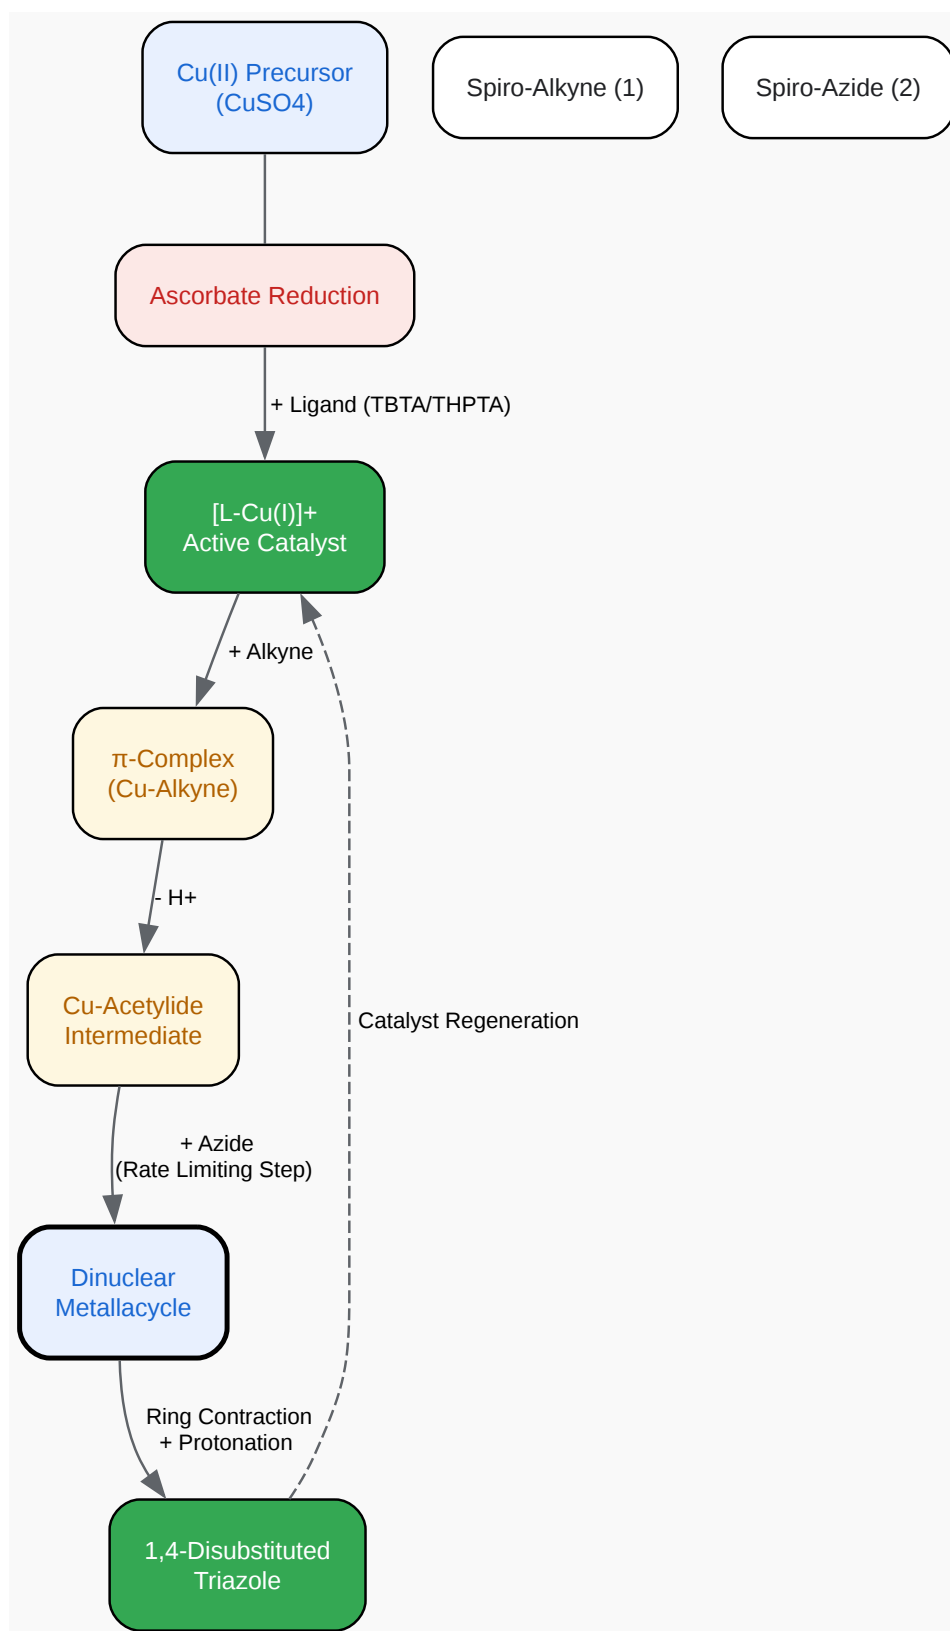 Cu(II) Precursor
(CuSO4)
Spiro-Alkyne (1)
Spiro-Azide (2)
Ascorbate Reduction
+ Ligand (TBTA/THPTA)
[L-Cu(I)]+
Active Catalyst
+ Alkyne
π-Complex
(Cu-Alkyne)
- H+
Cu-Acetylide
Intermediate
Catalyst Regeneration
+ Azide
(Rate Limiting Step)
Dinuclear
Metallacycle
Ring Contraction
+ Protonation
1,4-Disubstituted
Triazole